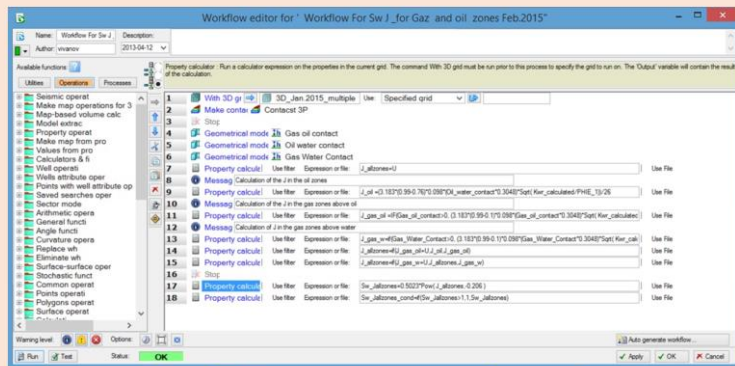 Workflow editor for ' Workflow For Sw J _for Gaz and oil zones Feb.2015"
Name: Workflow For Sw J Description:
Author: vivanov 2013-04-12
Available functions:
Property calculator : Run a calculator expression on the properties in the current grid. The command With 3D grid must be run prior to this process to specify the grid to run on. The 'Output' variable will contain the result of the calculation.
Utilities Operations Processes
Seismic operat
Make map operations for 3
Map-based volume calc
Model extrac
Property operat
Make map from pro
Values from pro
Calculators & fi
Well operati
Wells attribute oper
Points with well attribute op
Saved searches oper
Sector mode
Arithmetic opera
General functi
Angle functi
Curvature opera
Replace wh
Eliminate wh
Surface-surface oper
Stochastic funct
Common operat
Points operati
Polygons operat
Surface operat
1 With 3D gr 3D_Jan.2015_multiple Use: Specified grid
2 Make contac Contacst 3P
3 Stop
4 Geometrical mode Gas oil contact
5 Geometrical mode Oil water contact
6 Geometrical mode Gas Water Contact
7 Property calcule Use filter Expression or file: J_allzones=U Use File
8 Messag Calculation of the J in the oil zones
9 Property calcule Use filter Expression or file: J_oil =(3.183*(0.99-0.76)*0.098*(Oil_water_contact*0.3048)*Sqrt( Kwr_calculated/PHIE_1))/26 Use File
10 Messag Calculation of the J in the gas zones above oil
11 Property calcule Use filter Expression or file: J_gas_oil =IF(Gas_oil_contact>0, (3.183*(0.99-0.1)*0.098*(Gas_oil_contact*0.3048)*Sqrt( Kwr_calculated Use File
12 Messag Calculation of J in the gas zones above water
13 Property calcule Use filter Expression or file: J_gas_w=if(Gas_Water_Contact>0, (3.183*(0.99-0.1)*0.098*(Gas_Water_Contact*0.3048)*Sqrt( Kwr_calc Use File
14 Property calcule Use filter Expression or file: J_allzones=if(J_gas_oil=U,J_oil,J_gas_oil) Use File
15 Property calcule Use filter Expression or file: J_allzones=if(J_gas_w=U,J_allzones,J_gas_w) Use File
16 Stop
17 Property calcule Use filter Expression or file: Sw_Jallzones=0.5023*Pow( J_allzones,-0.206 ) Use File
18 Property calcule Use filter Expression or file: Sw_Jallzones_cond=if(Sw_Jallzones>1,1,Sw_Jallzones) Use File
Warning level: Options: Auto generate workflow...
Run Test Status: OK Apply OK Cancel